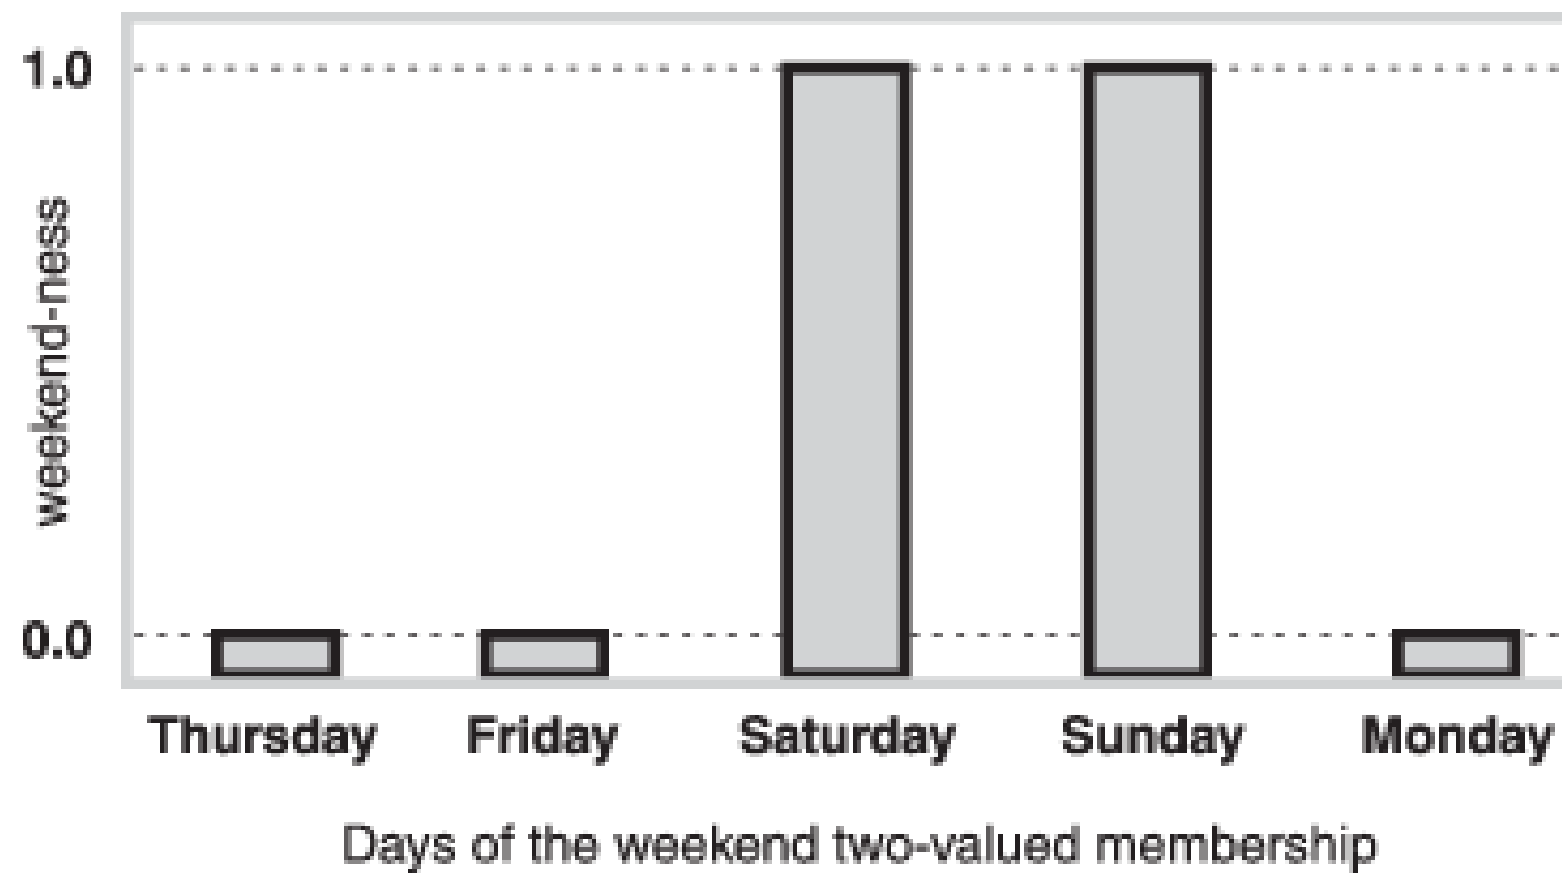 1.0
weekend-ness
0.0
Thursday Friday Saturday Sunday Monday
Days of the weekend two-valued membership